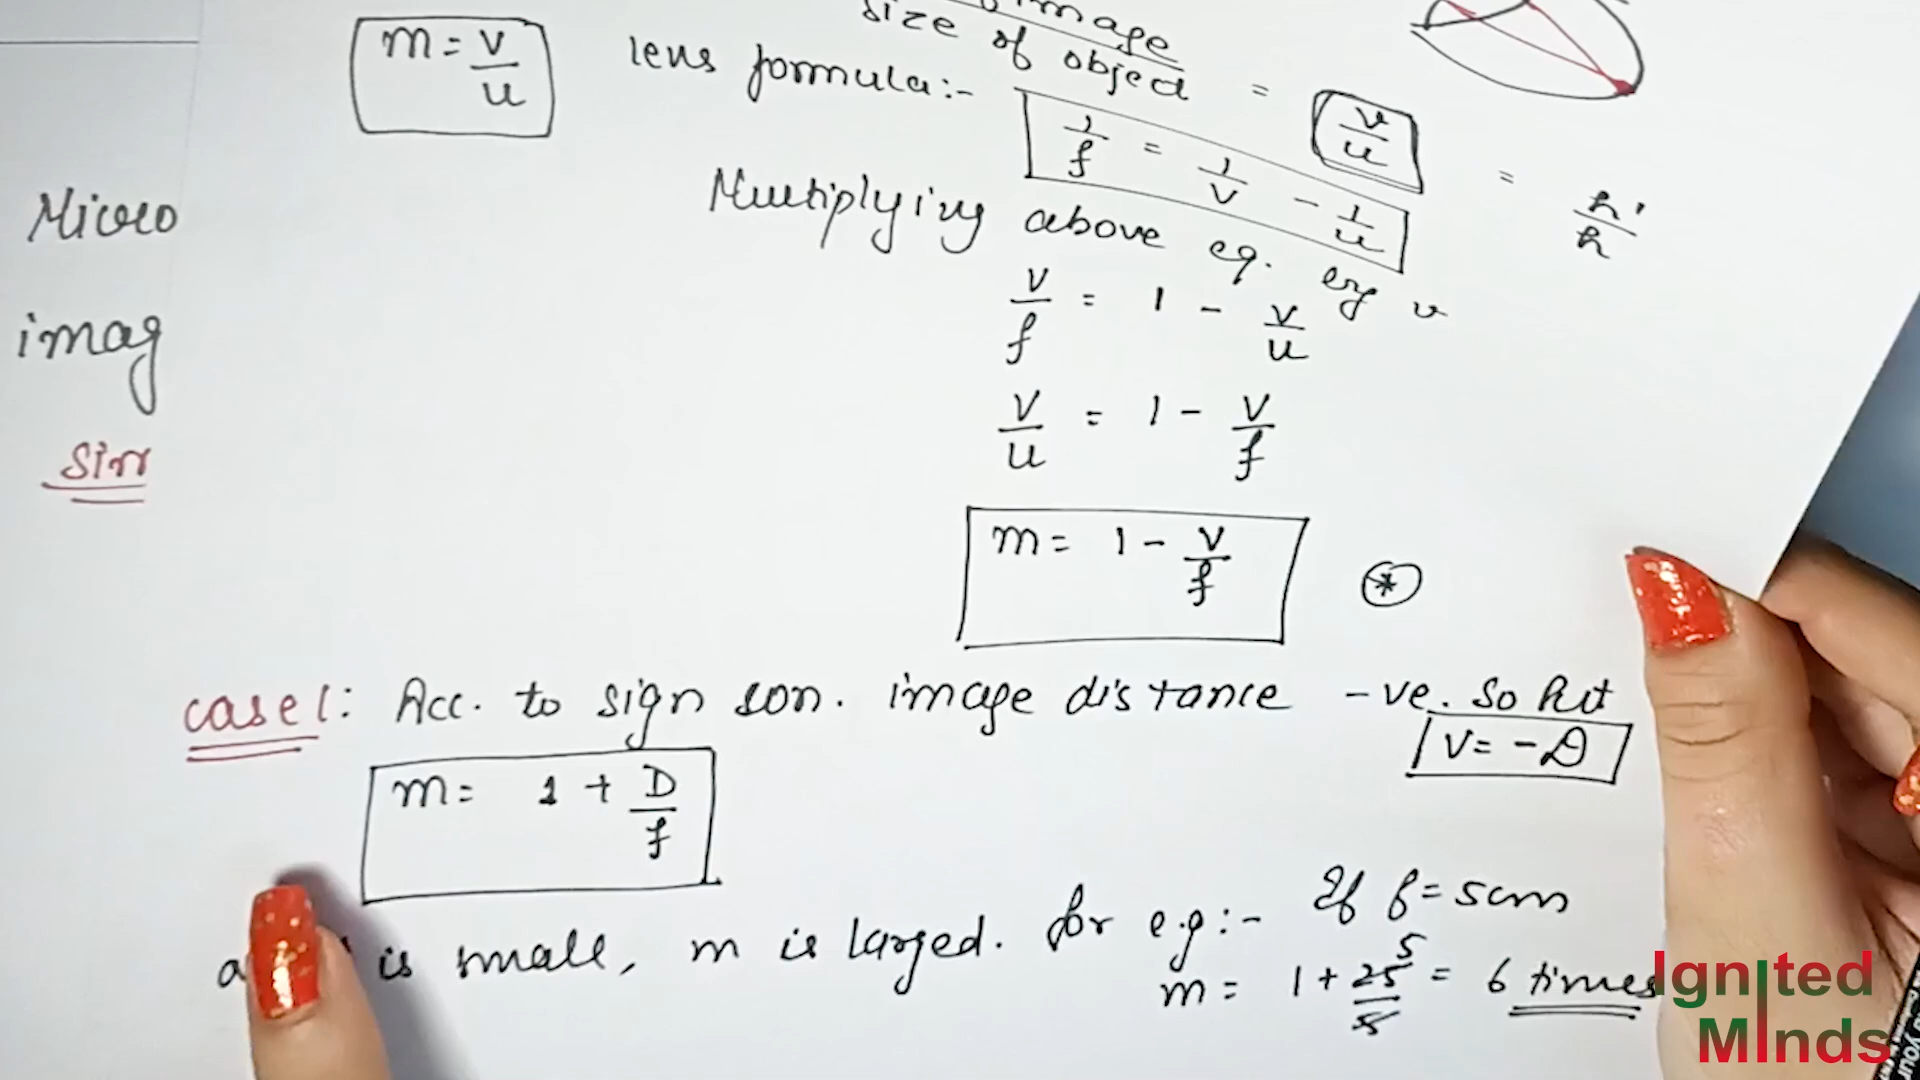 image
size of object = v/u = h'/h
m = v/u
lens formula:- 1/f = 1/v - 1/u
Multiplying above eq. by v
v/f = 1 - v/u
v/u = 1 - v/f
m = 1 - v/f *
Micro
imag
Sim
case 1: Acc. to sign con. image distance -ve. So Put
v = -D
m = 1 + D/f
is small, m is larged. for e.g:- If f = 5cm
m = 1 + 25/5 5 = 6 times
Ignited
Minds